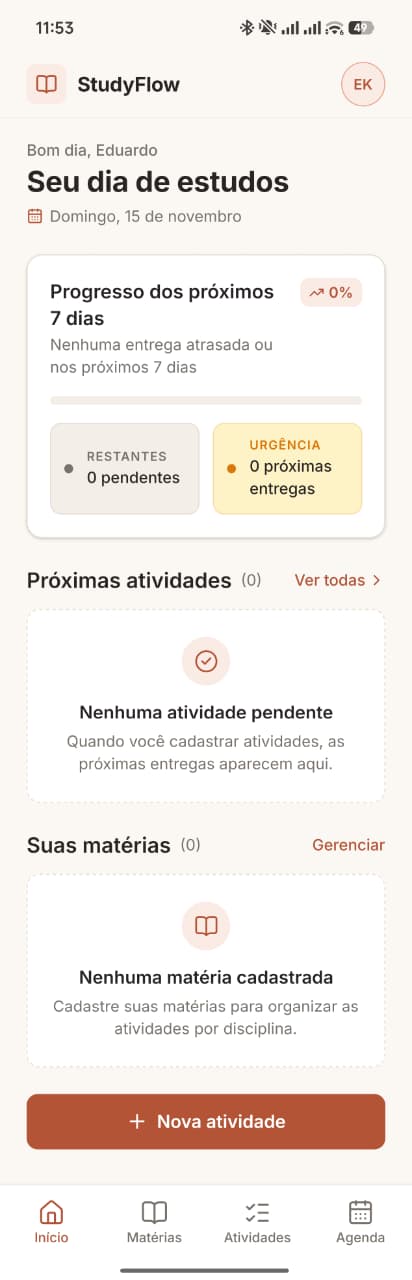 11:53
49
StudyFlow
EK
Bom dia, Eduardo
Seu dia de estudos
Domingo, 15 de novembro
Progresso dos próximos
7 dias
0%
Nenhuma entrega atrasada ou
nos próximos 7 dias
RESTANTES
0 pendentes
URGÊNCIA
0 próximas
entregas
Próximas atividades (0)
Ver todas
Nenhuma atividade pendente
Quando você cadastrar atividades, as
próximas entregas aparecem aqui.
Suas matérias (0)
Gerenciar
Nenhuma matéria cadastrada
Cadastre suas matérias para organizar as
atividades por disciplina.
+ Nova atividade
Início
Matérias
Atividades
Agenda